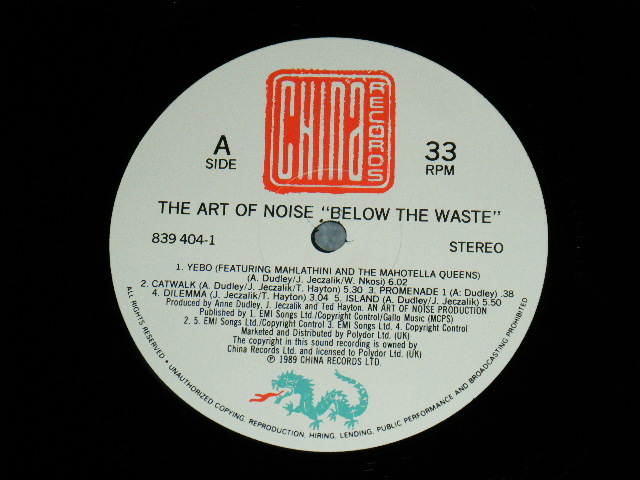 CHINA
RECORDS
A
SIDE
33
RPM
THE ART OF NOISE "BELOW THE WASTE"
839 404-1
STEREO
1. YEBO (FEATURING MAHLATHINI AND THE MAHOTELLA QUEENS)
(A. Dudley/J. Jeczalik/W. Nkosi) 6.02
2. CATWALK (A. Dudley/J. Jeczalik/T. Hayton) 5.30 3. PROMENADE 1 (A. Dudley) .38
4. DILEMMA (J. Jeczalik/T. Hayton) 3.04 5. ISLAND (A. Dudley/J. Jeczalik) 5.50
Produced by Anne Dudley, J. Jeczalik and Ted Hayton. AN ART OF NOISE PRODUCTION
Published by 1. EMI Songs Ltd./Copyright Control/Gallo Music (MCPS)
2. 5. EMI Songs Ltd./Copyright Control 3. EMI Songs Ltd. 4. Copyright Control
Marketed and Distributed by Polydor Ltd. (UK)
The copyright in this sound recording is owned by
China Records Ltd. and licensed to Polydor Ltd. (UK)
℗ 1989 CHINA RECORDS LTD.
ALL RIGHTS RESERVED • UNAUTHORIZED COPYING, REPRODUCTION, HIRING, LENDING, PUBLIC PERFORMANCE AND BROADCASTING PROHIBITED